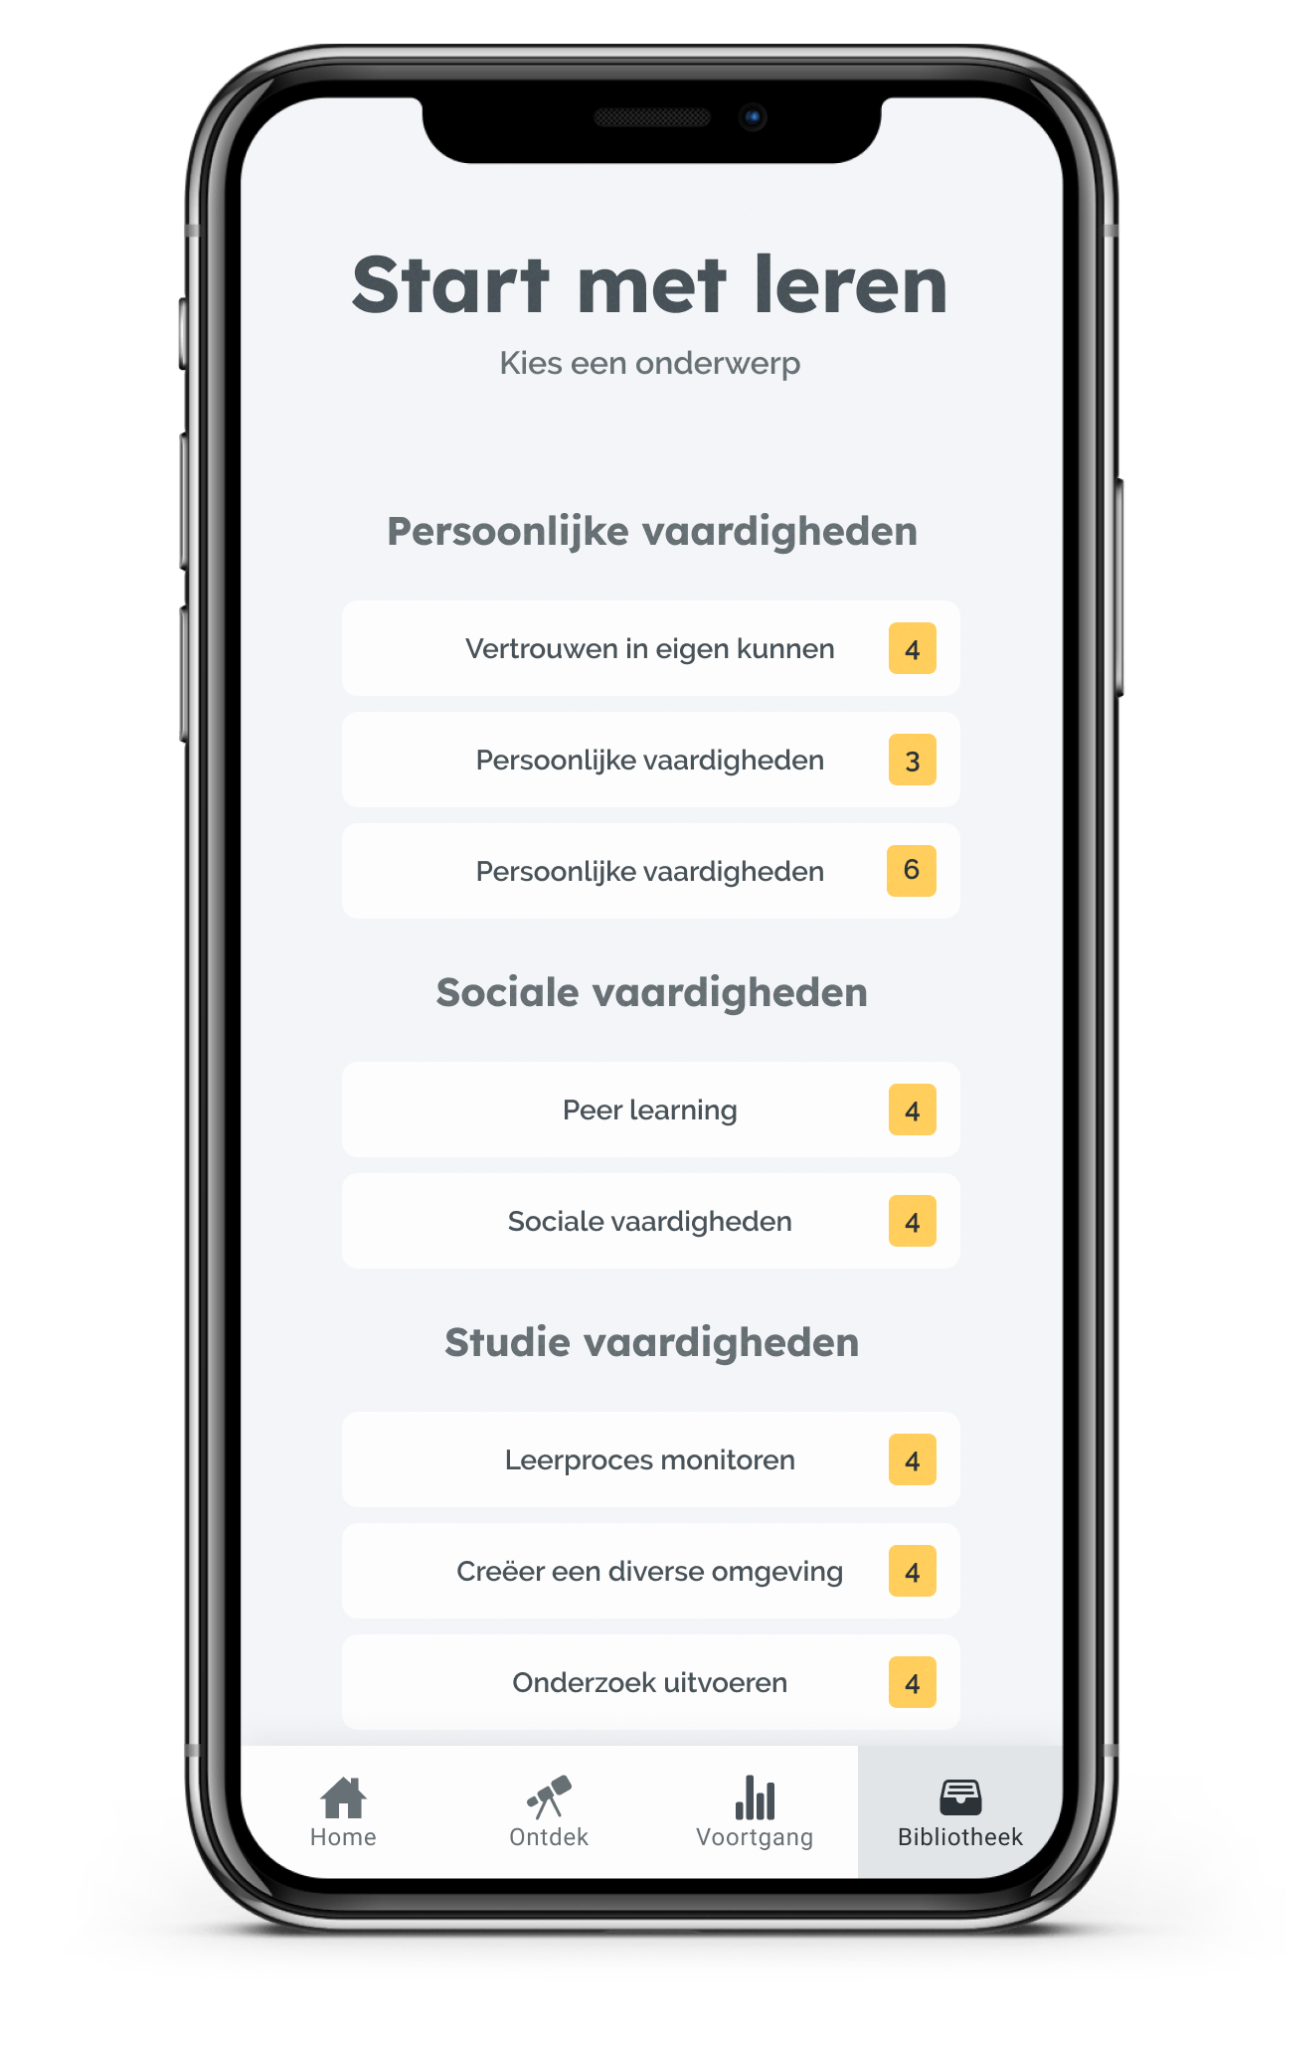 Start met leren
Kies een onderwerp
Persoonlijke vaardigheden
Vertrouwen in eigen kunnen 4
Persoonlijke vaardigheden 3
Persoonlijke vaardigheden 6
Sociale vaardigheden
Peer learning 4
Sociale vaardigheden 4
Studie vaardigheden
Leerproces monitoren 4
Creëer een diverse omgeving 4
Onderzoek uitvoeren 4
Home Ontdek Voortgang Bibliotheek